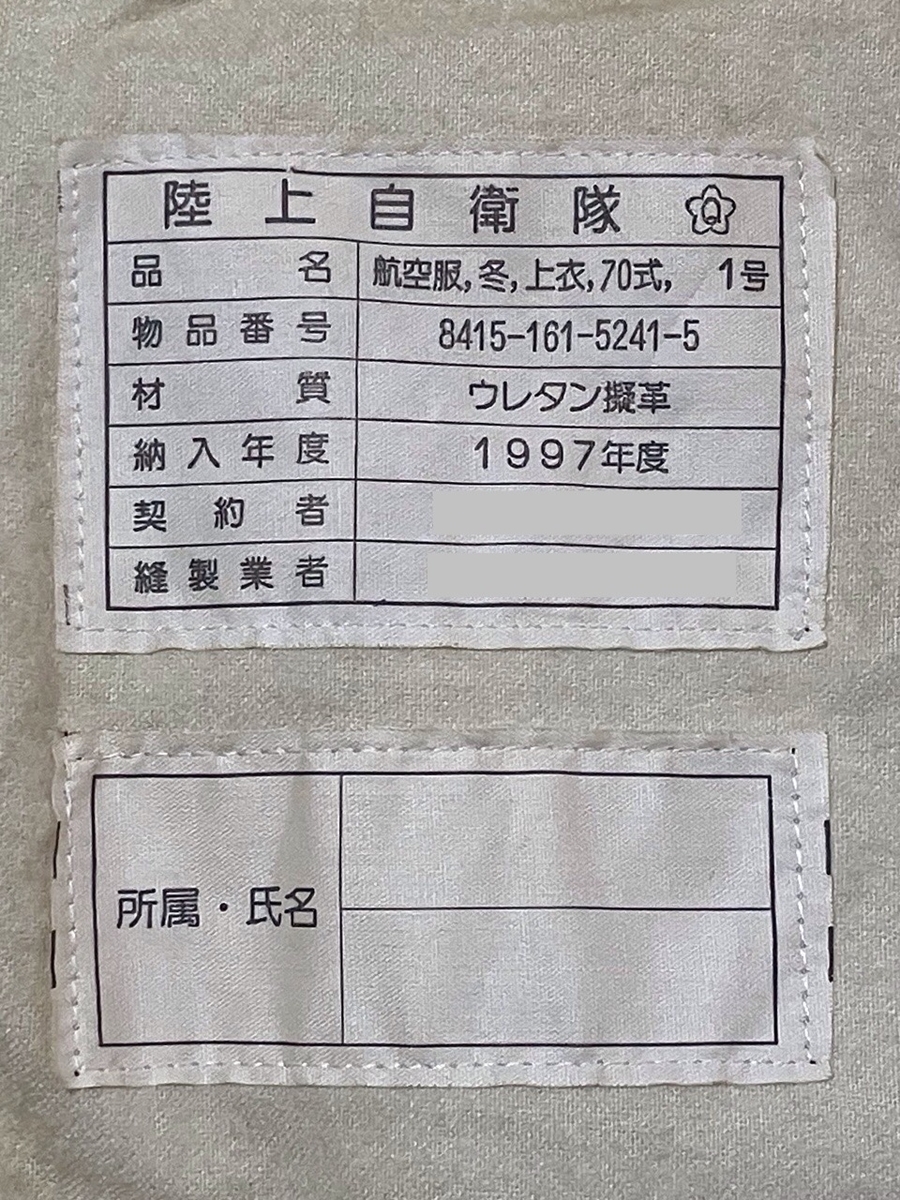 陸上自衛隊 Q
品名 航空服,冬,上衣,70式, 1号
物品番号 8415-161-5241-5
材質 ウレタン擬革
納入年度 1997年度
契約者
縫製業者
所属・氏名